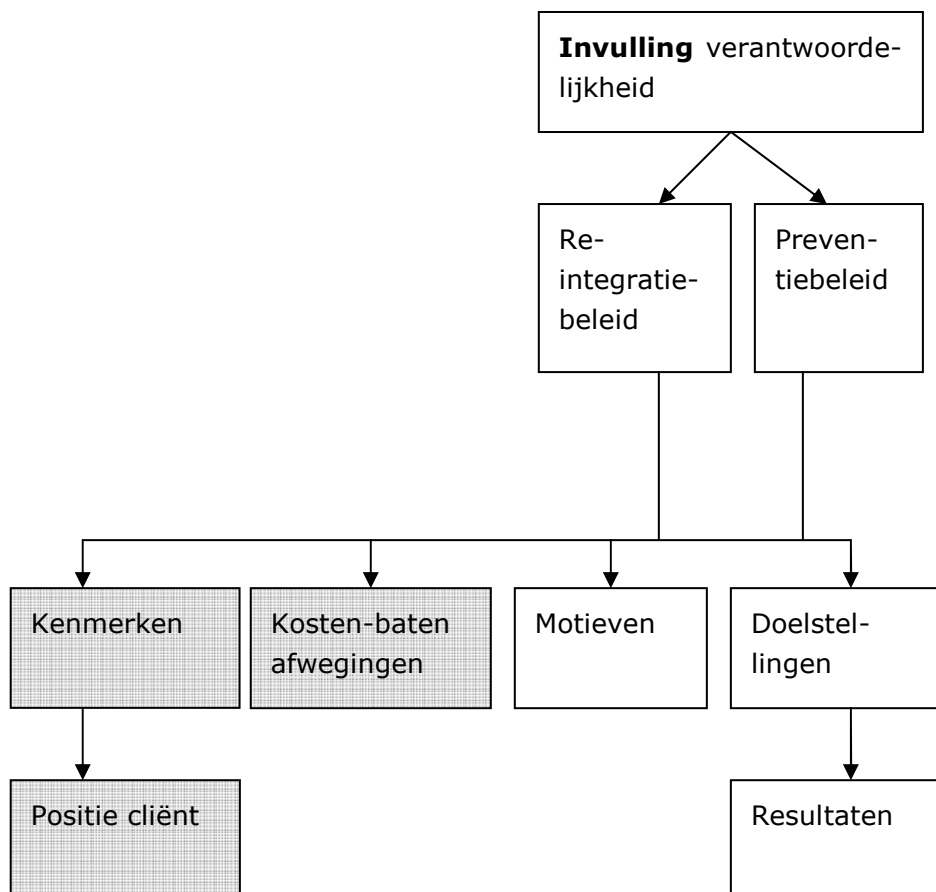 Invulling verantwoorde-
lijkheid
Re-
integratie-
beleid
Preven-
tiebeleid
Kenmerken
Kosten-baten
afwegingen
Motieven
Doelstel-
lingen
Positie cliënt
Resultaten